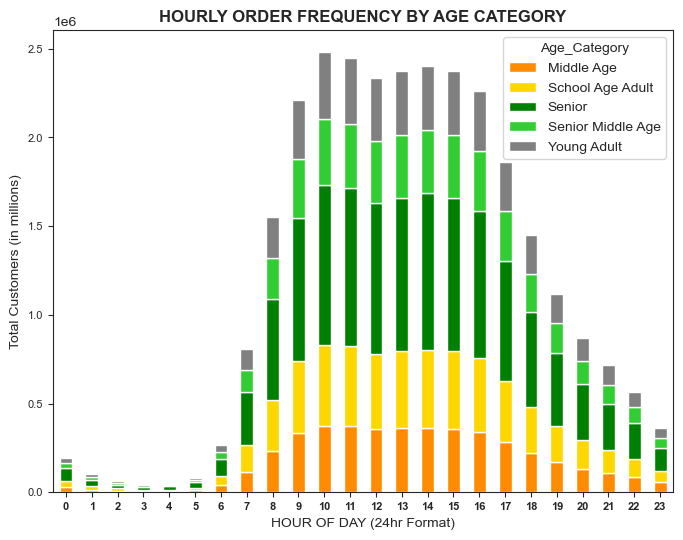 HOURLY ORDER FREQUENCY BY AGE CATEGORY
1e6
2.5
2.0
1.5
1.0
0.5
0.0
Total Customers (in millions)
Age_Category
Middle Age
School Age Adult
Senior
Senior Middle Age
Young Adult
0 1 2 3 4 5 6 7 8 9 10 11 12 13 14 15 16 17 18 19 20 21 22 23
HOUR OF DAY (24hr Format)